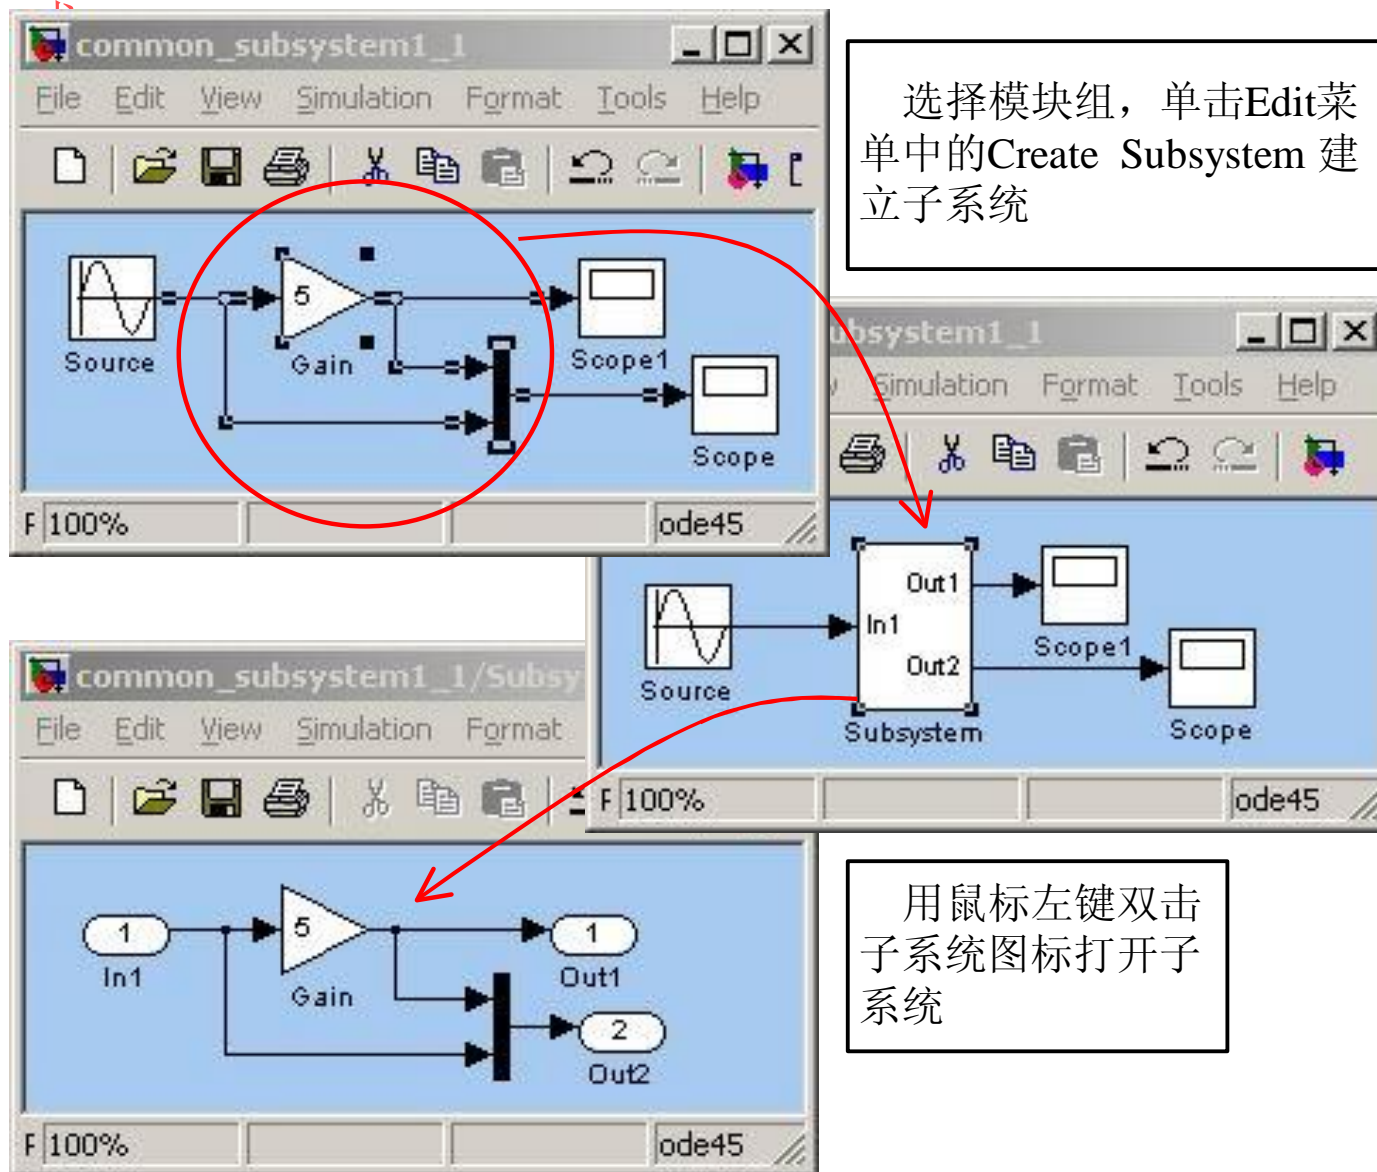 common_subsystem1_1
File Edit View Simulation Format Tools Help
5
Source
Gain
Scope1
Scope
F 100%
ode45
选择模块组，单击Edit菜
单中的Create Subsystem 建
立子系统
ubsystem1_1
Simulation Format Tools Help
Out1
In1
Out2
Source
Subsystem
Scope1
Scope
F 100%
ode45
common_subsystem1_1/Subsy
File Edit View Simulation Format
1
In1
5
Gain
1
Out1
2
Out2
F 100%
ode45
用鼠标左键双击
子系统图标打开子
系统